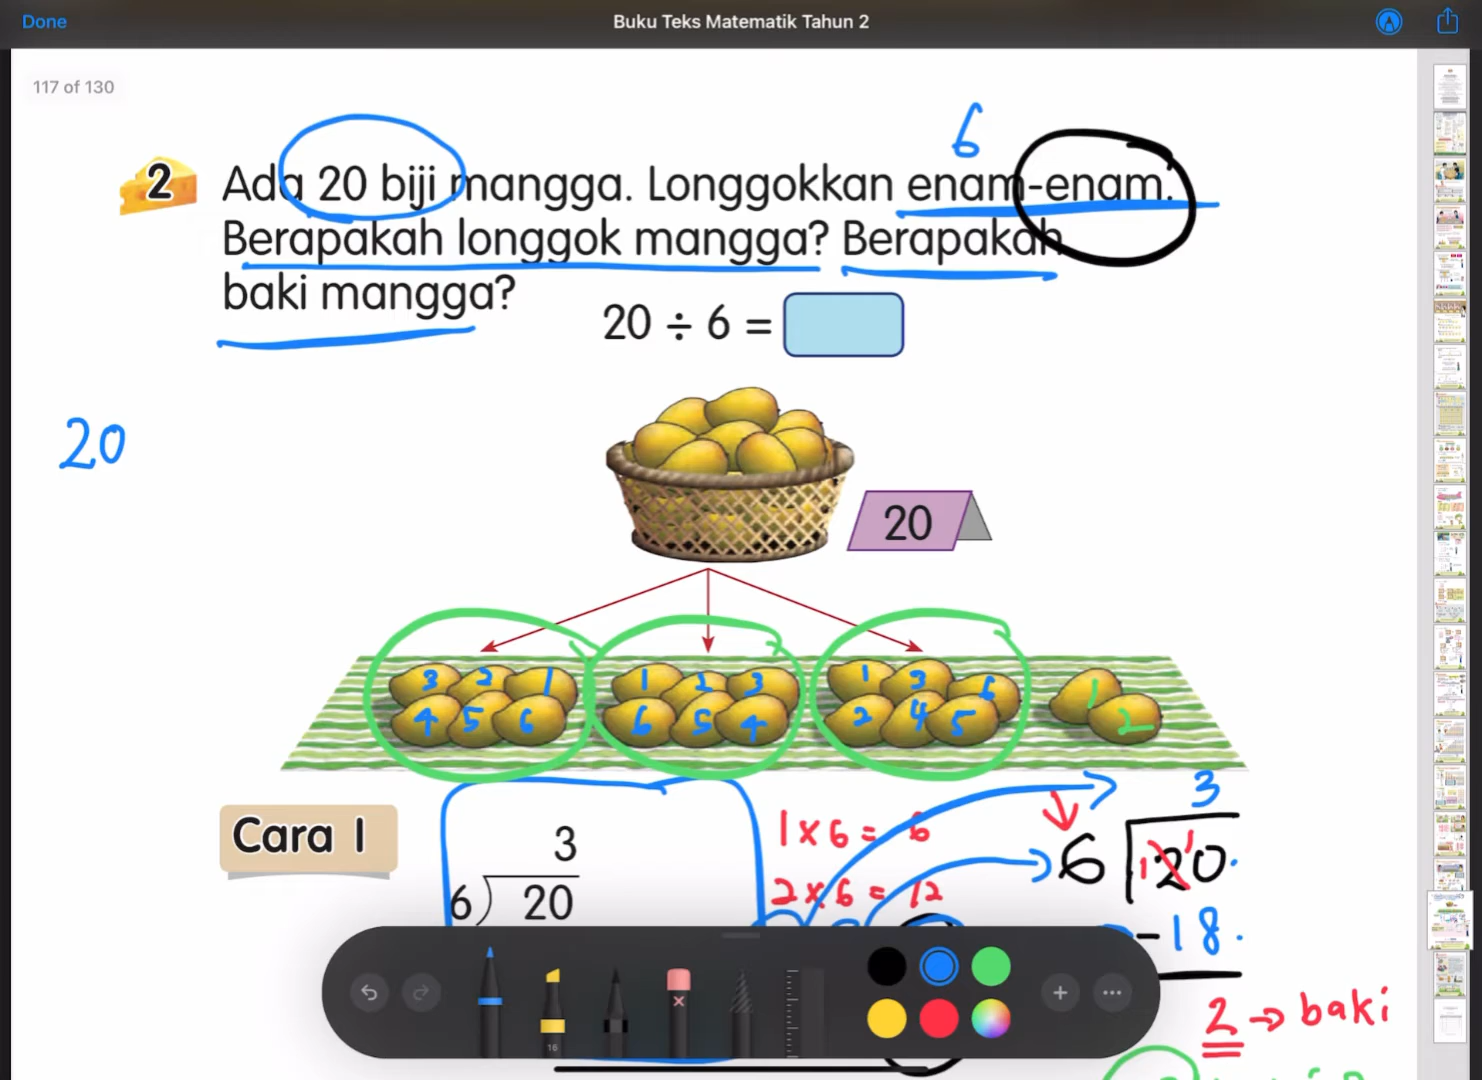 Done
Buku Teks Matematik Tahun 2
117 of 130
6
2
Ada 20 biji mangga. Longgokkan enam-enam.
Berapakah longgok mangga? Berapakah
baki mangga?
20 ÷ 6 =
20
20
3 2 1
4 5 6
1 2 3
6 5 4
1 3 6
2 4 5
1
2
Cara 1
3
6) 20
1 x 6 = 6
2 x 6 = 12
3
6 20
1 1
- 18
2 → baki
16